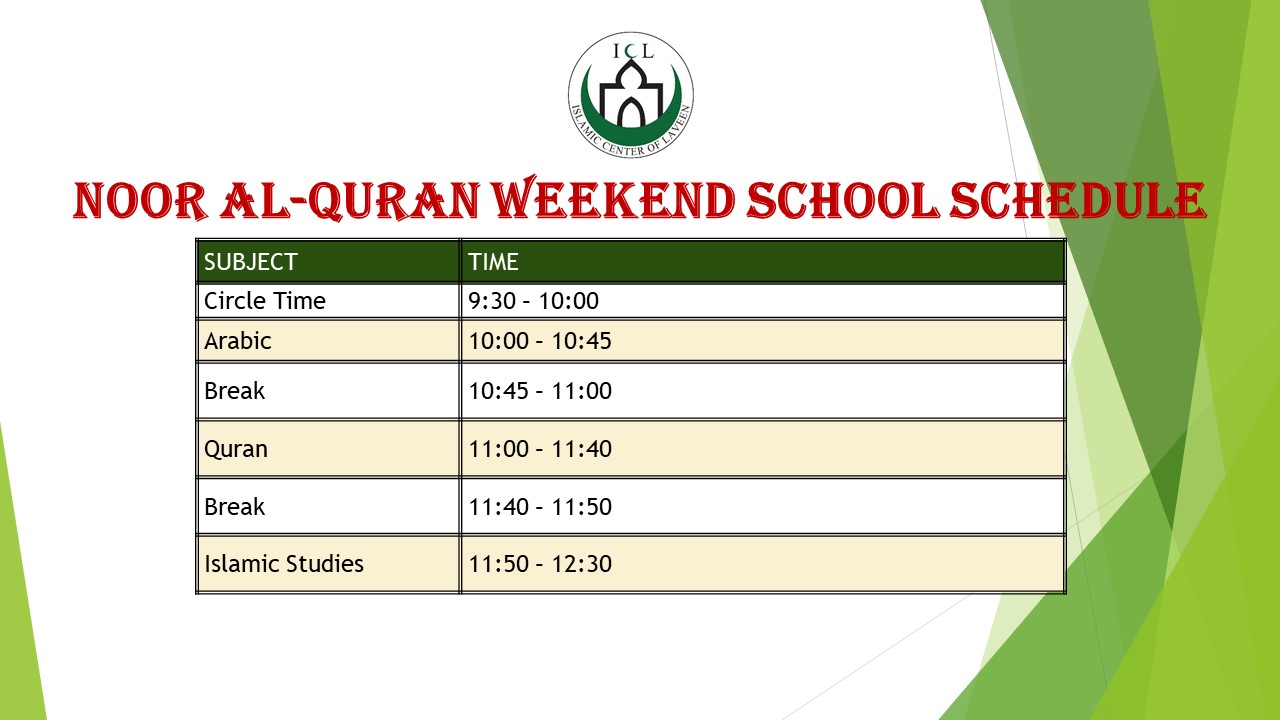 ICL
ISLAMIC CENTER OF LAVEEN
NOOR AL-QURAN WEEKEND SCHOOL SCHEDULE
SUBJECT TIME
Circle Time 9:30 – 10:00
Arabic 10:00 – 10:45
Break 10:45 – 11:00
Quran 11:00 – 11:40
Break 11:40 – 11:50
Islamic Studies 11:50 – 12:30